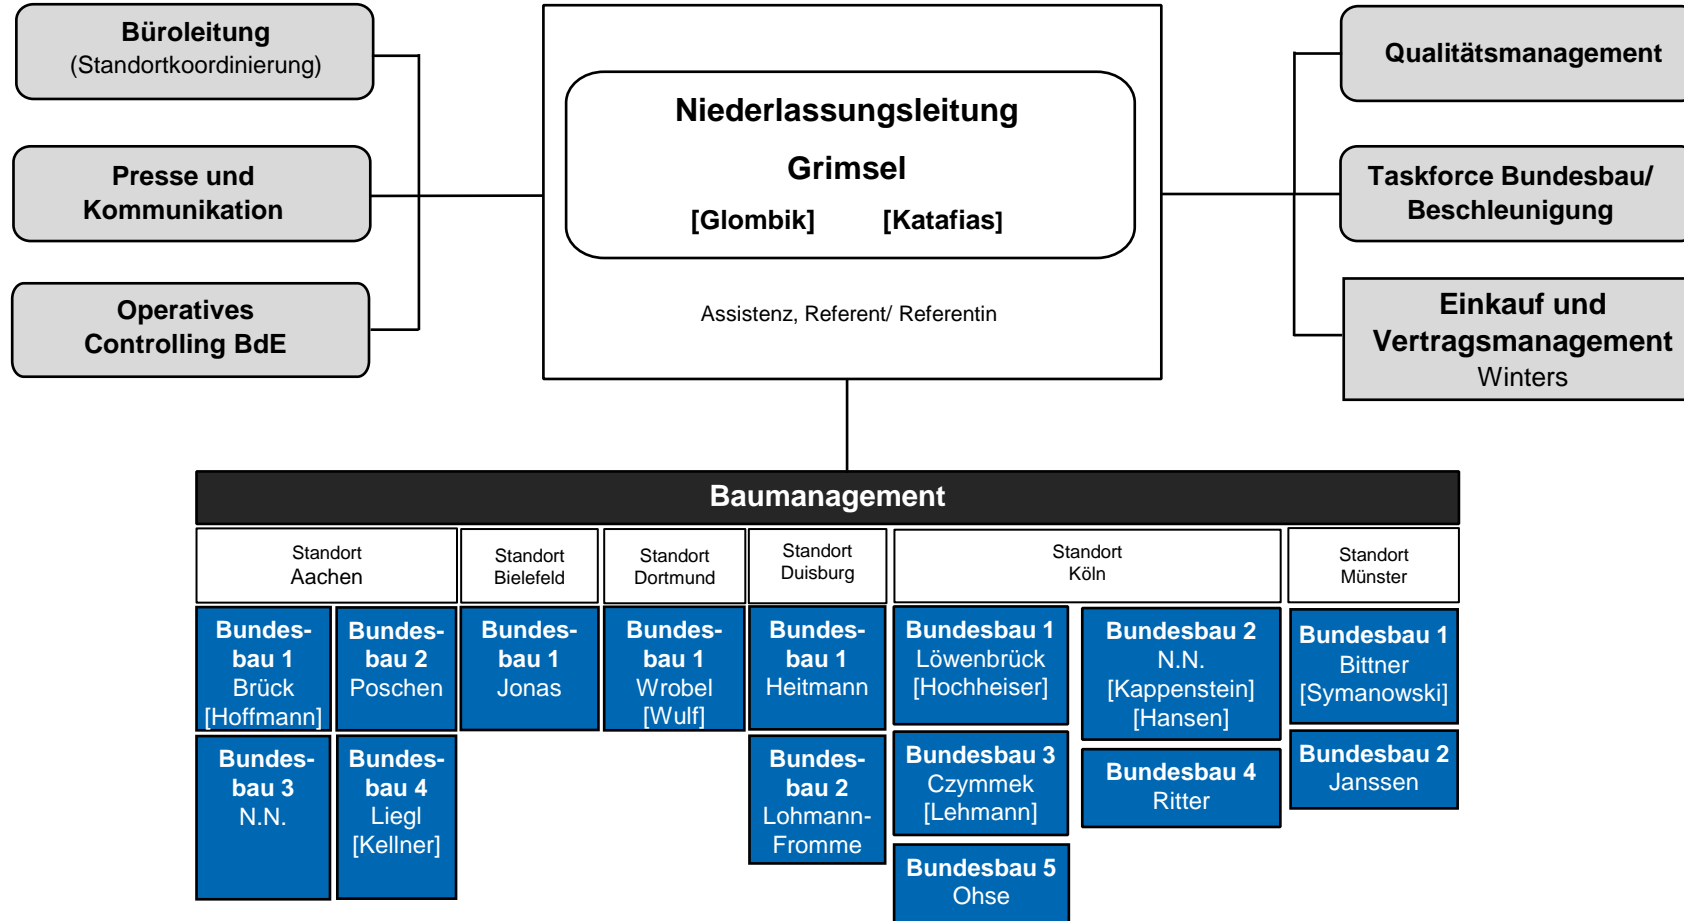 Büroleitung
(Standortkoordinierung)
Presse und
Kommunikation
Operatives
Controlling BdE
Niederlassungsleitung
Grimsel
[Glombik] [Katafias]
Assistenz, Referent/ Referentin
Qualitätsmanagement
Taskforce Bundesbau/
Beschleunigung
Einkauf und
Vertragsmanagement
Winters
Baumanagement
Standort
Aachen
Standort
Bielefeld
Standort
Dortmund
Standort
Duisburg
Standort
Köln
Standort
Münster
Bundes-
bau 1
Brück
[Hoffmann]
Bundes-
bau 2
Poschen
Bundes-
bau 1
Jonas
Bundes-
bau 1
Wrobel
[Wulf]
Bundes-
bau 1
Heitmann
Bundesbau 1
Löwenbrück
[Hochheiser]
Bundesbau 2
N.N.
[Kappenstein]
[Hansen]
Bundesbau 1
Bittner
[Symanowski]
Bundes-
bau 3
N.N.
Bundes-
bau 4
Liegl
[Kellner]
Bundes-
bau 2
Lohmann-
Fromme
Bundesbau 3
Czymmek
[Lehmann]
Bundesbau 4
Ritter
Bundesbau 2
Janssen
Bundesbau 5
Ohse